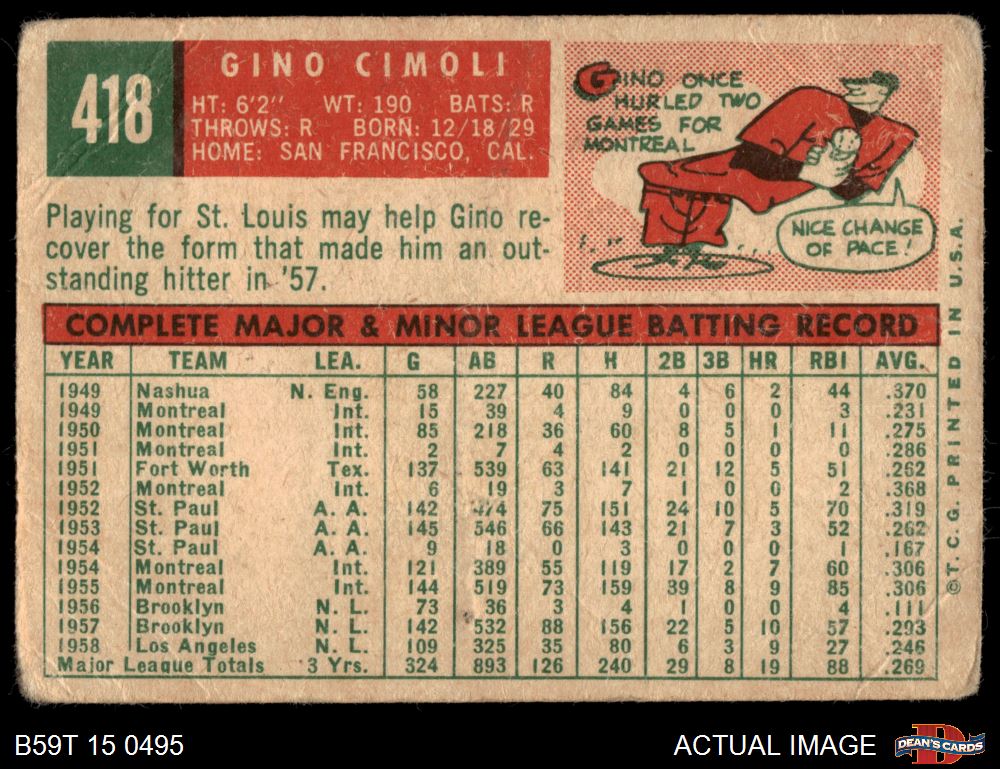 418
GINO CIMOLI
HT: 6'2" WT: 190 BATS: R
THROWS: R BORN: 12/18/29
HOME: SAN FRANCISCO, CAL.
GINO ONCE
HURLED TWO
GAMES FOR
MONTREAL
NICE CHANGE
OF PACE!
Playing for St. Louis may help Gino re-
cover the form that made him an out-
standing hitter in '57.
COMPLETE MAJOR & MINOR LEAGUE BATTING RECORD
YEAR TEAM LEA. G AB R H 2B 3B HR RBI AVG.
1949 Nashua N. Eng. 58 227 40 84 4 6 2 44 .370
1949 Montreal Int. 15 39 4 9 0 0 0 3 .231
1950 Montreal Int. 85 218 36 60 8 5 1 11 .275
1951 Montreal Int. 2 7 4 2 0 0 0 0 .286
1951 Fort Worth Tex. 137 539 63 141 21 12 5 51 .262
1952 Montreal Int. 6 19 3 7 1 0 0 2 .368
1952 St. Paul A. A. 142 474 75 151 24 10 5 70 .319
1953 St. Paul A. A. 145 546 66 143 21 7 3 52 .262
1954 St. Paul A. A. 9 18 0 3 0 0 0 1 .167
1954 Montreal Int. 121 389 55 119 17 2 7 60 .306
1955 Montreal Int. 144 519 73 159 39 8 9 85 .306
1956 Brooklyn N. L. 73 36 3 4 1 0 0 4 .111
1957 Brooklyn N. L. 142 532 88 156 22 5 10 57 .293
1958 Los Angeles N. L. 109 325 35 80 6 3 9 27 .246
Major League Totals 3 Yrs. 324 893 126 240 29 8 19 88 .269
©T.C.G. PRINTED IN U.S.A.
B59T 15 0495
ACTUAL IMAGE
D
DEAN'S CARDS